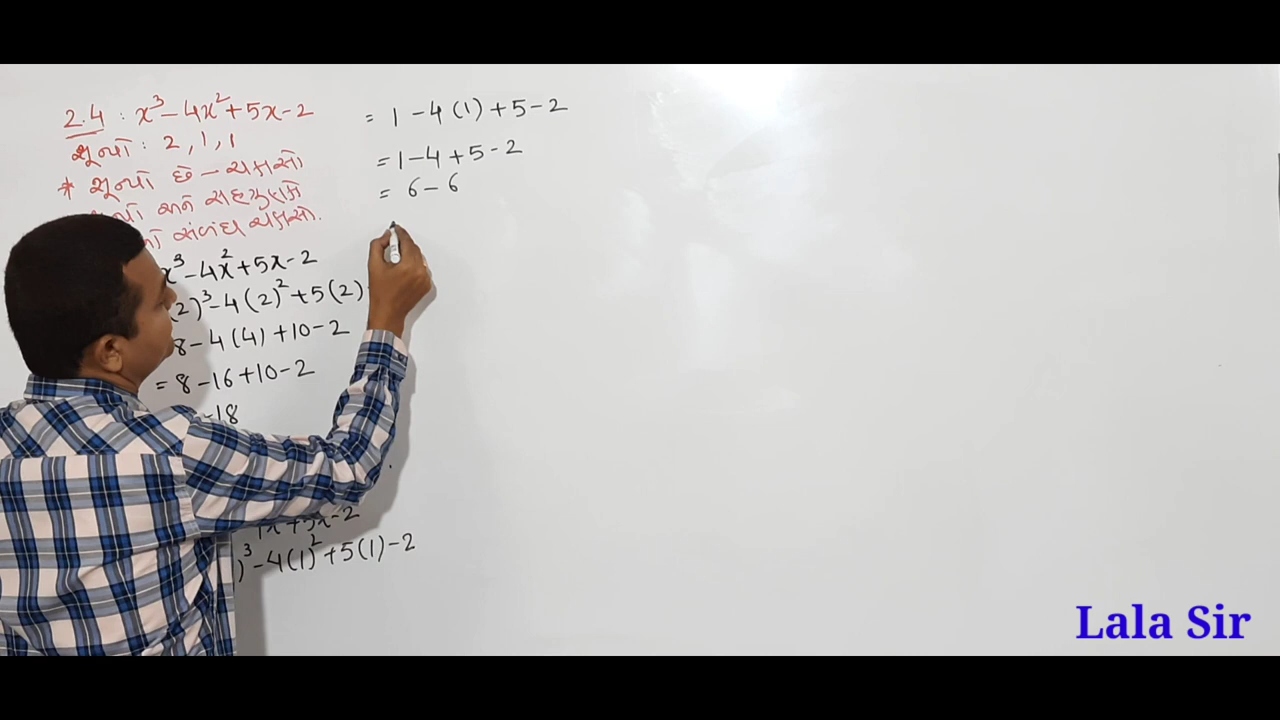 2.4 : x³ - 4x² + 5x - 2
શૂન્યો : 2, 1, 1
* શૂન્યો છે - ચકાસો
અને સહગુણકો
સંબંધ ચકાસો.
x³ - 4x² + 5x - 2
(2)³ - 4(2)² + 5(2)
8 - 4(4) + 10 - 2
= 8 - 16 + 10 - 2
- 18
+ 5x - 2
)³ - 4(1)² + 5(1) - 2
= 1 - 4(1) + 5 - 2
= 1 - 4 + 5 - 2
= 6 - 6
Lala Sir